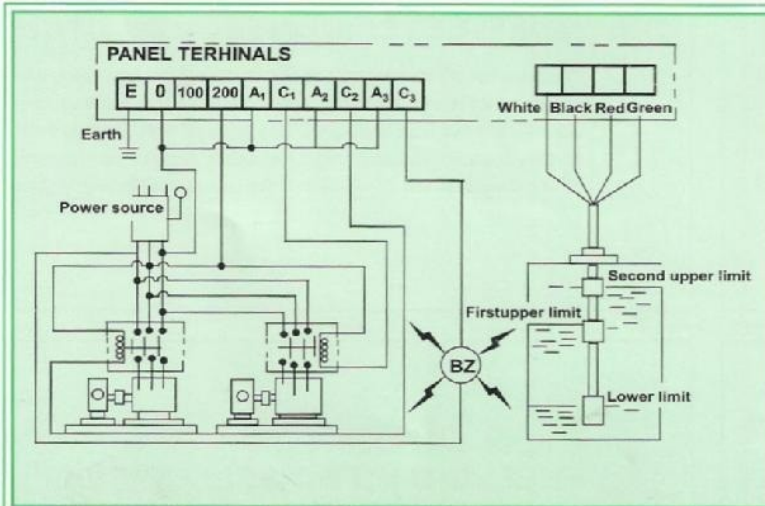 PANEL TERHINALS
E 0 100 200 A1 C1 A2 C2 A3 C3
White Black Red Green
Earth
Power source
Second upper limit
Firstupper limit
BZ
Lower limit